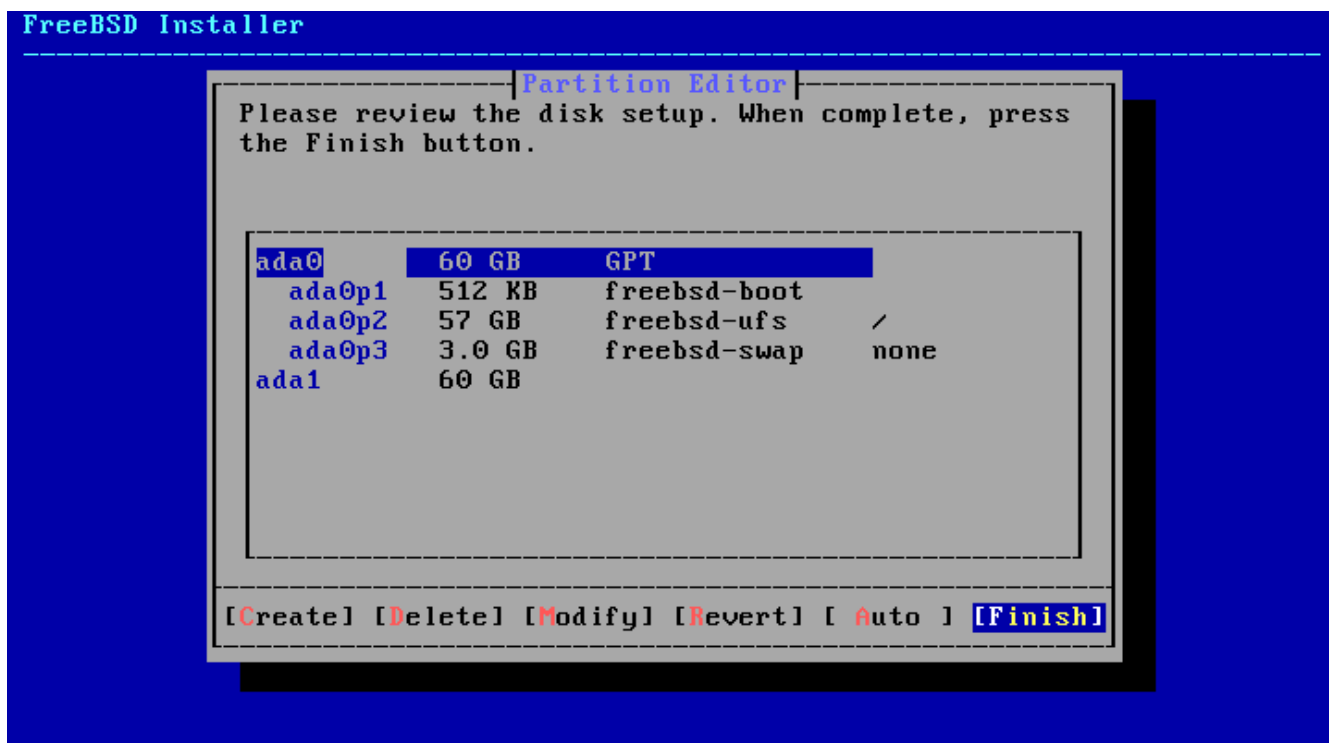 FreeBSD Installer
Partition Editor
Please review the disk setup. When complete, press
the Finish button.
ada0 60 GB GPT
ada0p1 512 KB freebsd-boot
ada0p2 57 GB freebsd-ufs /
ada0p3 3.0 GB freebsd-swap none
ada1 60 GB
[Create] [Delete] [Modify] [Revert] [ Auto ] [Finish]